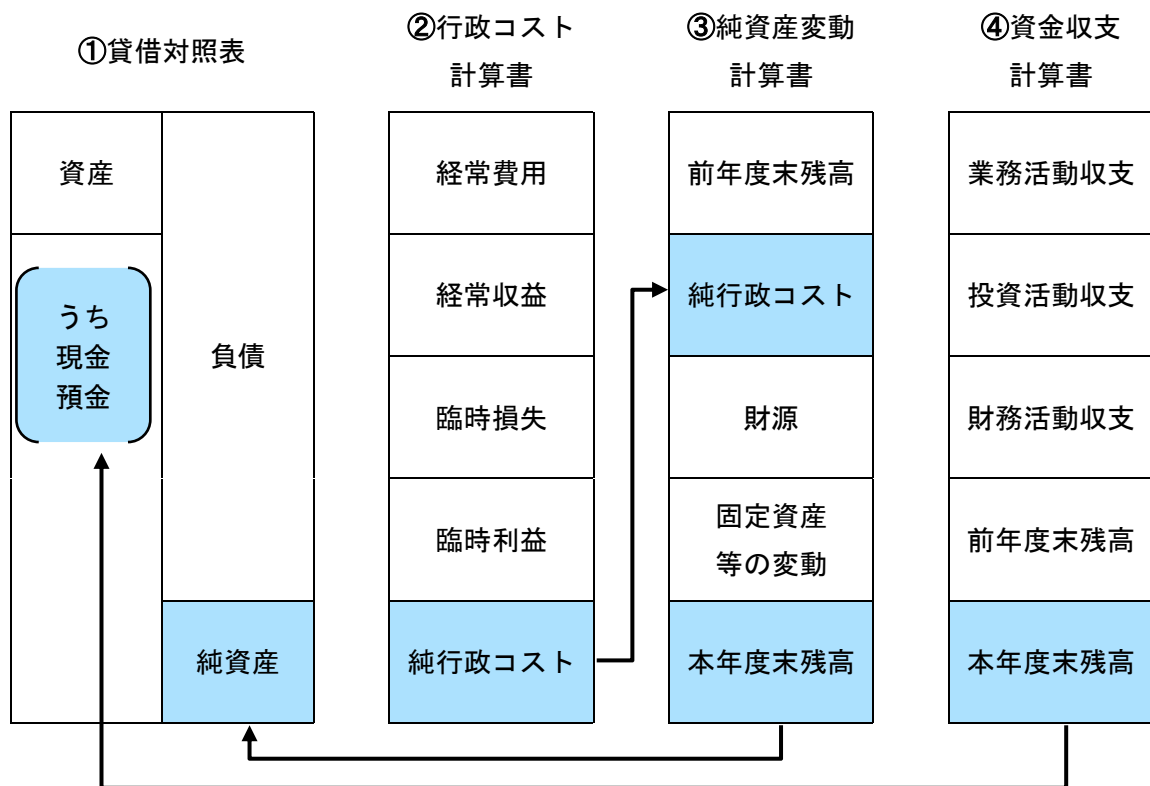 ①貸借対照表
資産
うち
現金
預金
負債
純資産
②行政コスト
計算書
経常費用
経常収益
臨時損失
臨時利益
純行政コスト
③純資産変動
計算書
前年度末残高
純行政コスト
財源
固定資産
等の変動
本年度末残高
④資金収支
計算書
業務活動収支
投資活動収支
財務活動収支
前年度末残高
本年度末残高